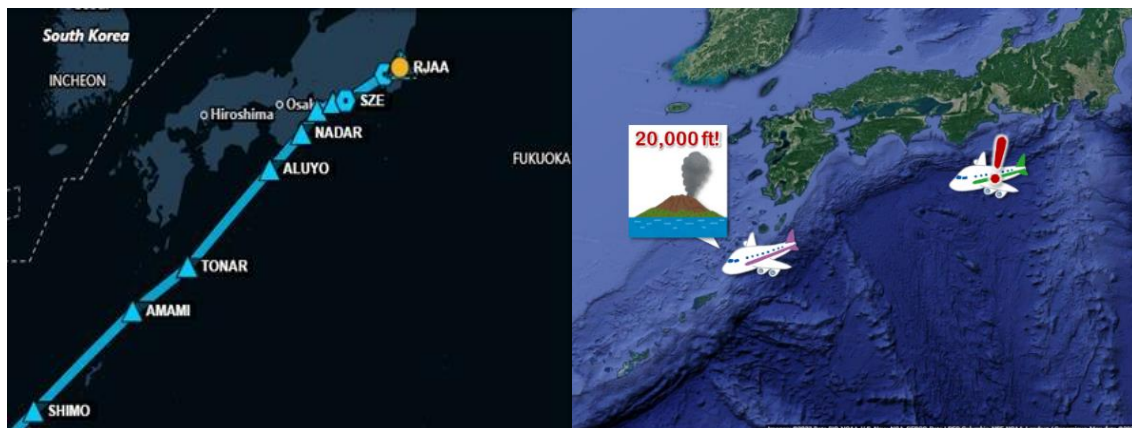 South Korea
INCHEON
RJAA
SZE
Osak
Hiroshima
NADAR
FUKUOKA
ALUYO
TONAR
AMAMI
SHIMO
20,000 ft!